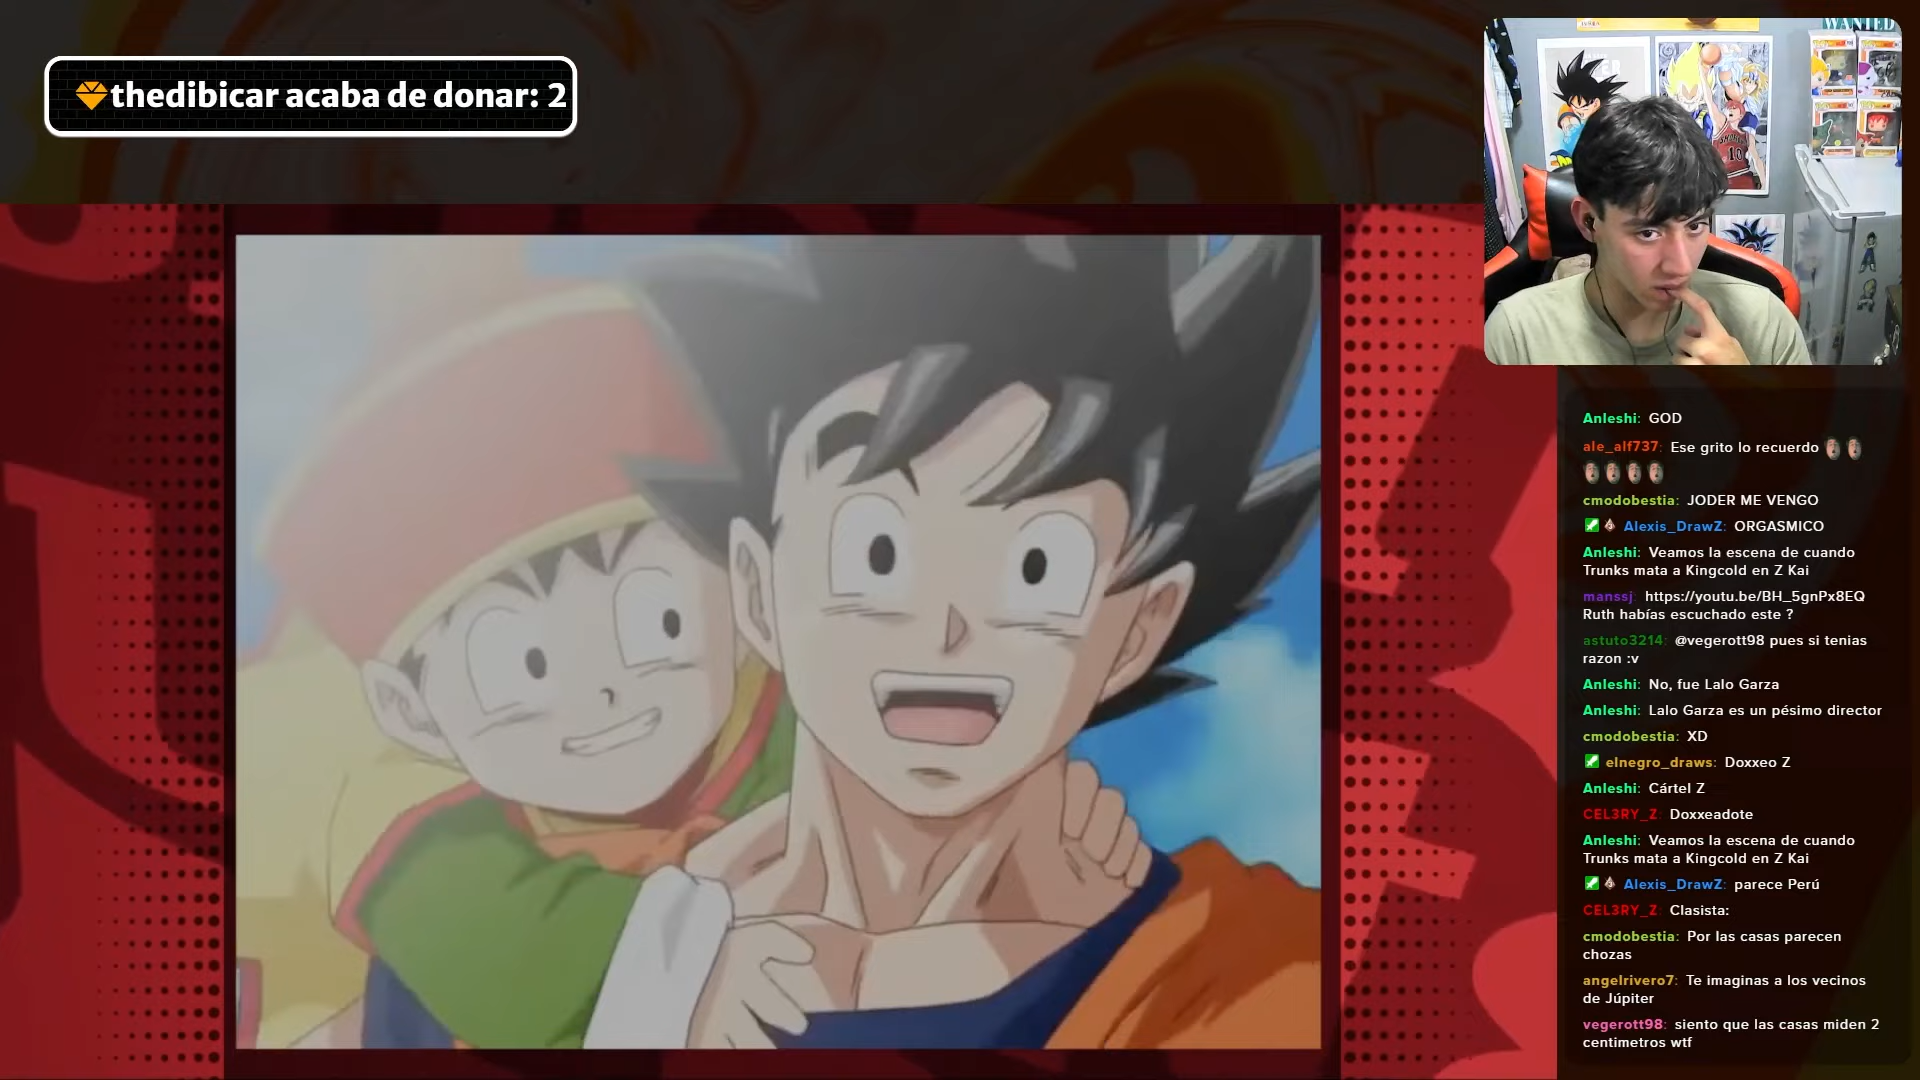 thedibicar acaba de donar: 2
WANTED
10
Anleshi: GOD
ale_alf737: Ese grito lo recuerdo
cmodobestia: JODER ME VENGO
Alexis_DrawZ: ORGASMICO
Anleshi: Veamos la escena de cuando
Trunks mata a Kingcold en Z Kai
manssj: https://youtu.be/BH_5gnPx8EQ
Ruth habías escuchado este ?
astuto3214: @vegerott98 pues si tenias
razon :v
Anleshi: No, fue Lalo Garza
Anleshi: Lalo Garza es un pésimo director
cmodobestia: XD
elnegro_draws: Doxxeo Z
Anleshi: Cártel Z
CEL3RY_Z: Doxxeadote
Anleshi: Veamos la escena de cuando
Trunks mata a Kingcold en Z Kai
Alexis_DrawZ: parece Perú
CEL3RY_Z: Clasista:
cmodobestia: Por las casas parecen
chozas
angelrivero7: Te imaginas a los vecinos
de Júpiter
vegerott98: siento que las casas miden 2
centimetros wtf